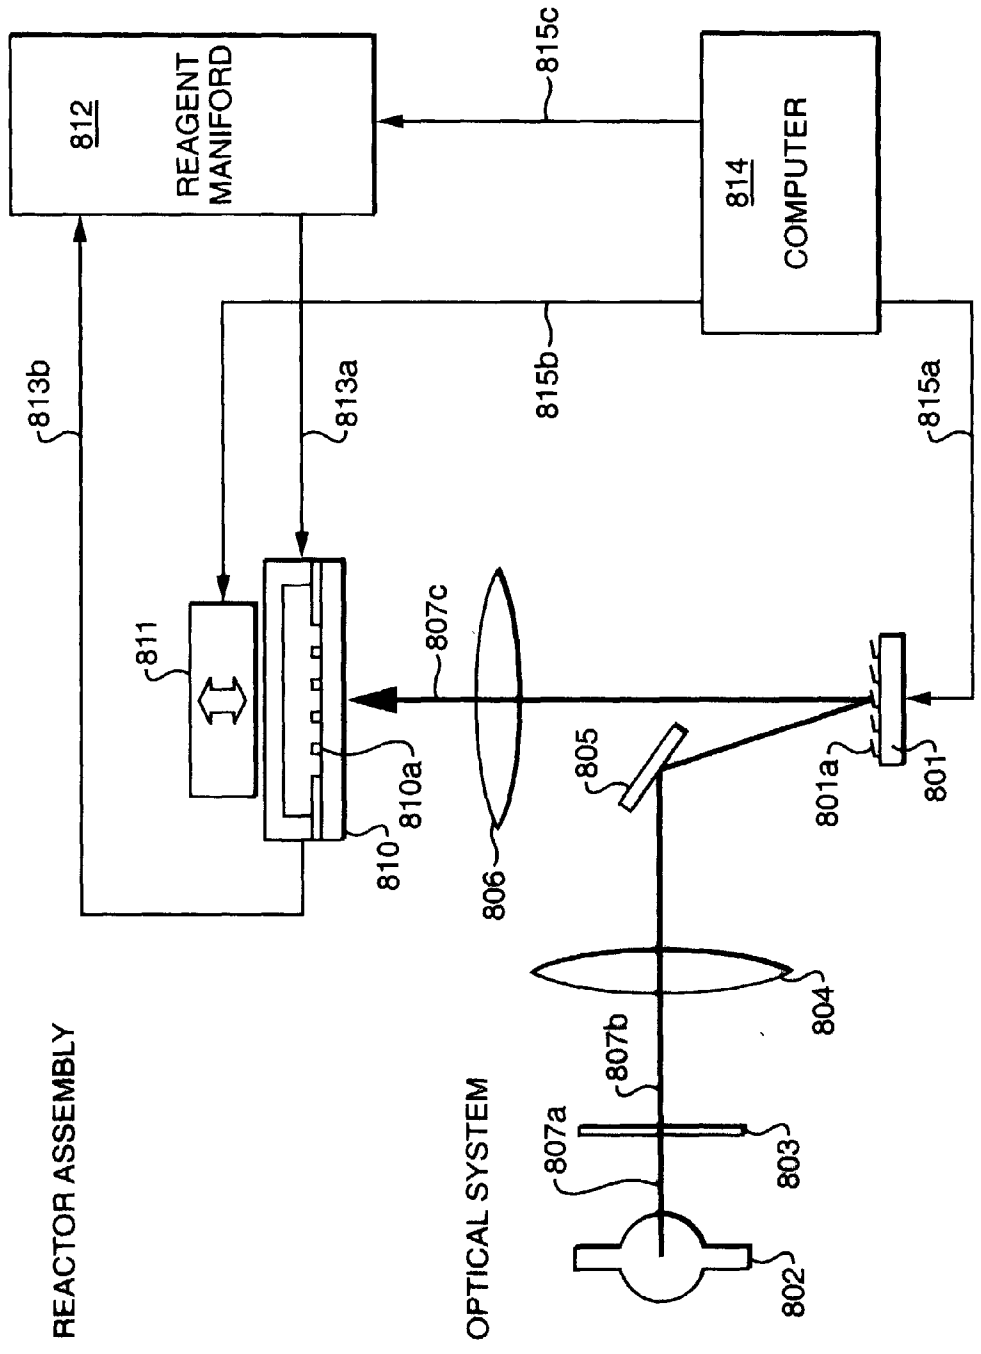 REACTOR ASSEMBLY
813b
812
REAGENT
MANIFORD
811
813a
815c
810
810a
815b
807c
806
OPTICAL SYSTEM
807a
807b
805
814
COMPUTER
802
803
804
801a
801
815a